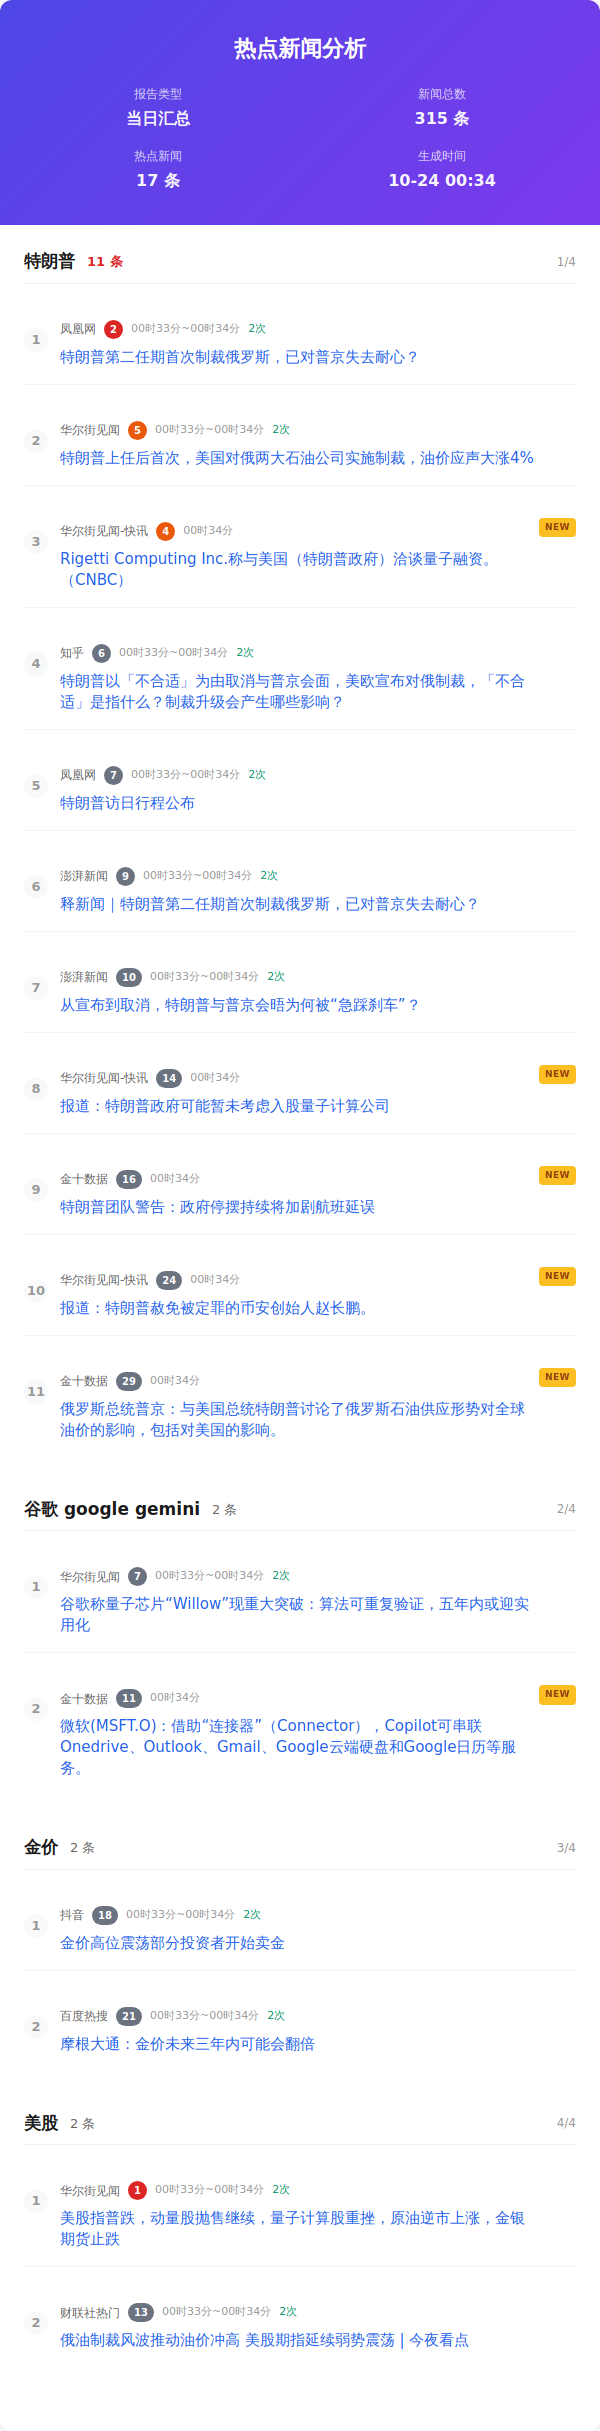 热点新闻分析
报告类型
新闻总数
当日汇总
315 条
热点新闻
生成时间
17 条
10-24 00:34
特朗普 11 条 1/4
1
凤凰网 2 00时33分~00时34分 2次
特朗普第二任期首次制裁俄罗斯，已对普京失去耐心？
2
华尔街见闻 5 00时33分~00时34分 2次
特朗普上任后首次，美国对俄两大石油公司实施制裁，油价应声大涨4%
3
华尔街见闻-快讯 4 00时34分 NEW
Rigetti Computing Inc.称与美国（特朗普政府）洽谈量子融资。
（CNBC）
4
知乎 6 00时33分~00时34分 2次
特朗普以「不合适」为由取消与普京会面，美欧宣布对俄制裁，「不合
适」是指什么？制裁升级会产生哪些影响？
5
凤凰网 7 00时33分~00时34分 2次
特朗普访日行程公布
6
澎湃新闻 9 00时33分~00时34分 2次
释新闻｜特朗普第二任期首次制裁俄罗斯，已对普京失去耐心？
7
澎湃新闻 10 00时33分~00时34分 2次
从宣布到取消，特朗普与普京会晤为何被“急踩刹车”？
8
华尔街见闻-快讯 14 00时34分 NEW
报道：特朗普政府可能暂未考虑入股量子计算公司
9
金十数据 16 00时34分 NEW
特朗普团队警告：政府停摆持续将加剧航班延误
10
华尔街见闻-快讯 24 00时34分 NEW
报道：特朗普赦免被定罪的币安创始人赵长鹏。
11
金十数据 29 00时34分 NEW
俄罗斯总统普京：与美国总统特朗普讨论了俄罗斯石油供应形势对全球
油价的影响，包括对美国的影响。
谷歌 google gemini 2 条 2/4
1
华尔街见闻 7 00时33分~00时34分 2次
谷歌称量子芯片“Willow”现重大突破：算法可重复验证，五年内或迎实
用化
2
金十数据 11 00时34分 NEW
微软(MSFT.O)：借助“连接器”（Connector），Copilot可串联
Onedrive、Outlook、Gmail、Google云端硬盘和Google日历等服
务。
金价 2 条 3/4
1
抖音 18 00时33分~00时34分 2次
金价高位震荡部分投资者开始卖金
2
百度热搜 21 00时33分~00时34分 2次
摩根大通：金价未来三年内可能会翻倍
美股 2 条 4/4
1
华尔街见闻 1 00时33分~00时34分 2次
美股指普跌，动量股抛售继续，量子计算股重挫，原油逆市上涨，金银
期货止跌
2
财联社热门 13 00时33分~00时34分 2次
俄油制裁风波推动油价冲高 美股期指延续弱势震荡 | 今夜看点